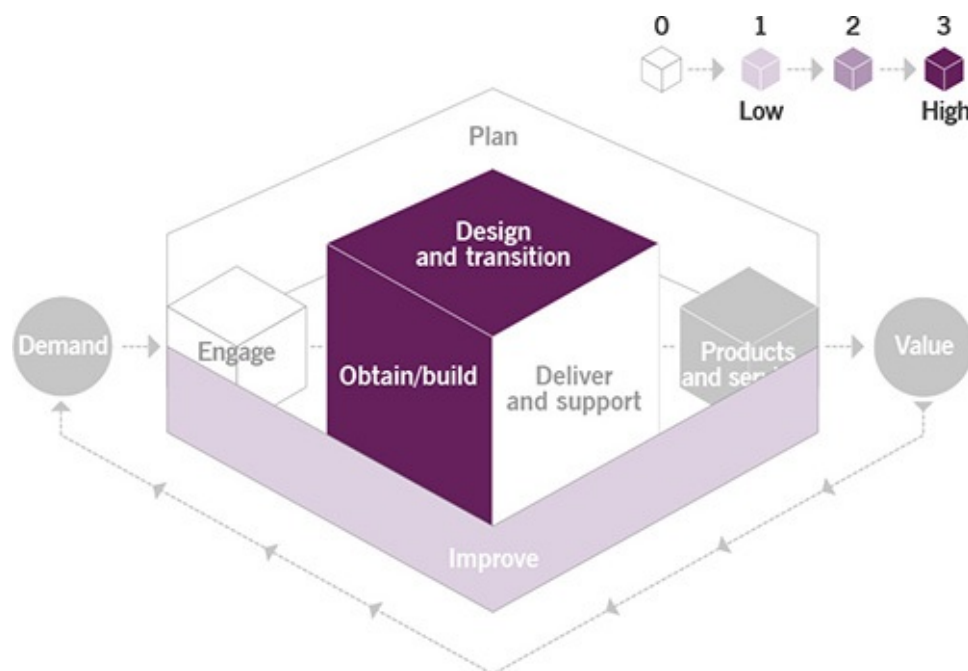 0 1 2 3
Low High
Plan
Design
and transition
Demand
Engage
Obtain/build
Deliver
and support
Products
and
Value
Improve